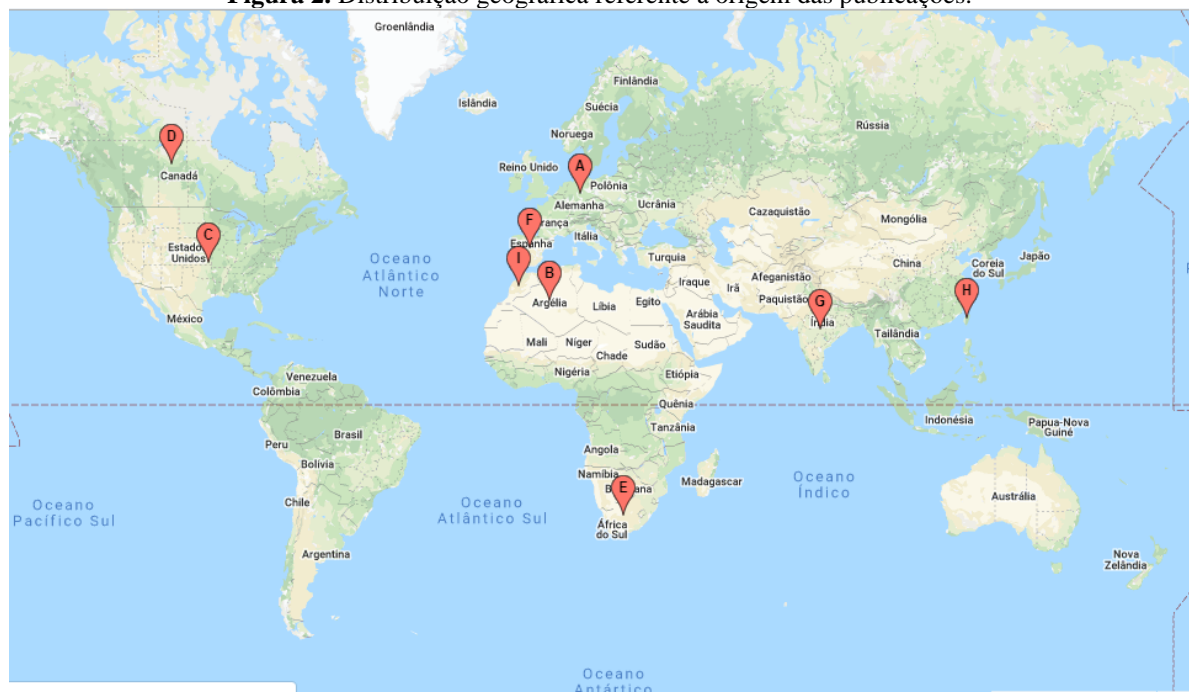 Figura 2. Distribuição geográfica referente à origem das publicações.
Groenlândia
Finlândia
Islândia
Suécia
Rússia
Noruega
D
A
Reino Unido
Canadá
Polônia
Alemanha
Ucrânia
Cazaquistão
Mongólia
F
rança
C
Espanha
Itália
Estado
Unidos
Turquia
Oceano
Atlântico
Norte
I
B
China
Coreia
do Sul
Japão
Afeganistão
Iraque
Irã
Paquistão
G
H
Argélia
Líbia
Egito
Arábia
Saudita
Índia
México
Mali
Níger
Sudão
Chade
Tailândia
Nigéria
Etiópia
Venezuela
Colômbia
Quênia
Indonésia
Papua-Nova
Guiné
Tanzânia
Brasil
Peru
Angola
Bolívia
Namíbia
Madagascar
Oceano
Índico
E
B
ana
Austrália
Chile
Oceano
Pacífico Sul
Oceano
Atlântico Sul
África
do Sul
Argentina
Nova
Zelândia
Oceano
Antártico